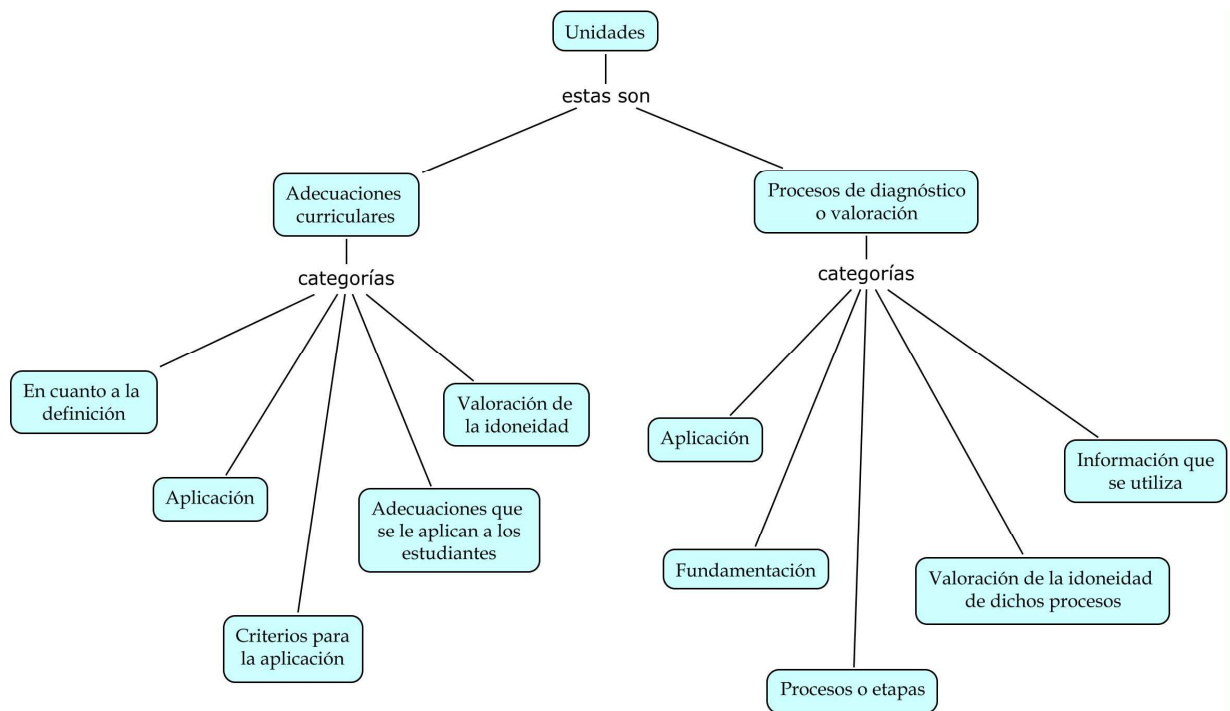 Unidades
estas son
Adecuaciones
curriculares
categorías
En cuanto a la
definición
Aplicación
Criterios para
la aplicación
Adecuaciones que
se le aplican a los
estudiantes
Valoración de
la idoneidad
Procesos de diagnóstico
o valoración
categorías
Aplicación
Fundamentación
Procesos o etapas
Valoración de la idoneidad
de dichos procesos
Información que
se utiliza